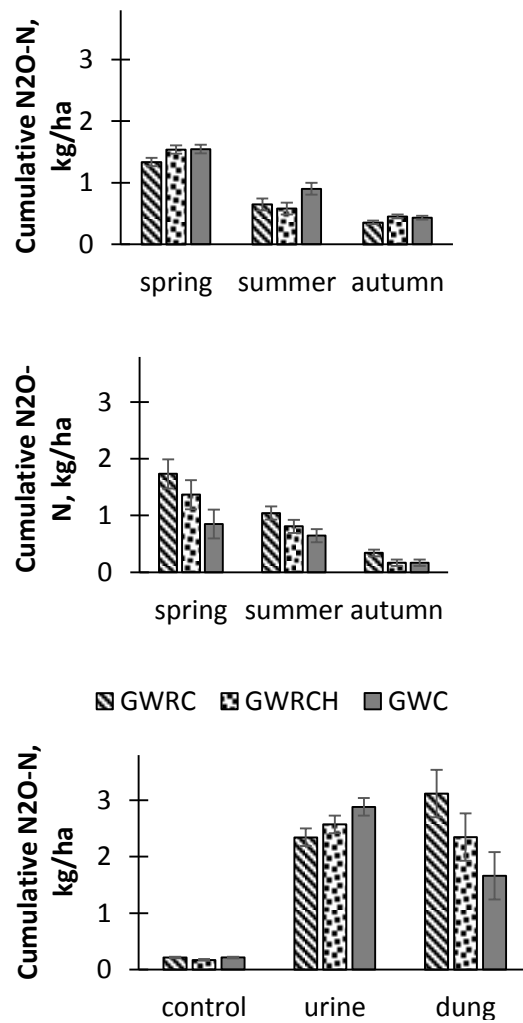 Cumulative N2O-N,
kg/ha
3
2
1
0
spring summer autumn
Cumulative N2O-
N, kg/ha
3
2
1
0
spring summer autumn
GWRC GWRCH GWC
Cumulative N2O-N,
kg/ha
3
2
1
0
control urine dung